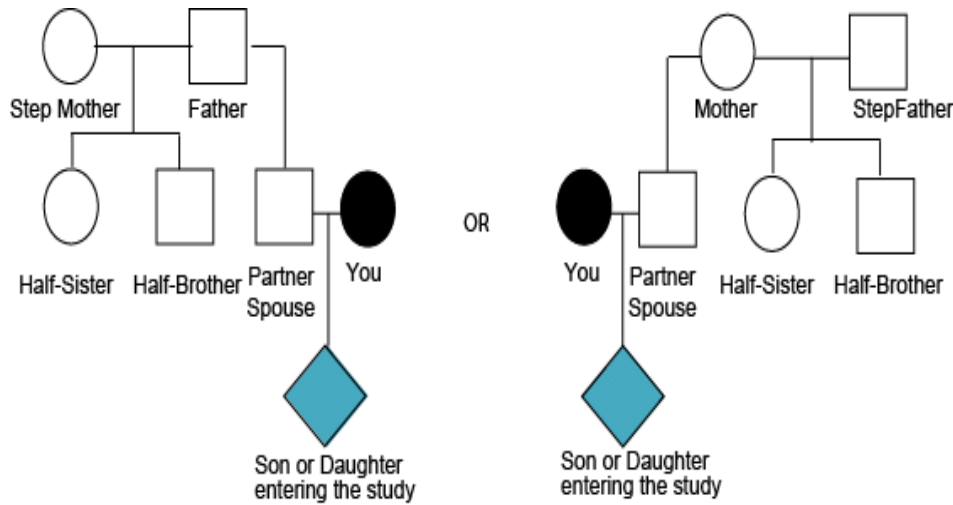 Step Mother
Father
Mother
StepFather
Half-Sister
Half-Brother
Partner
Spouse
You
OR
You
Partner
Spouse
Half-Sister
Half-Brother
Son or Daughter
entering the study
Son or Daughter
entering the study